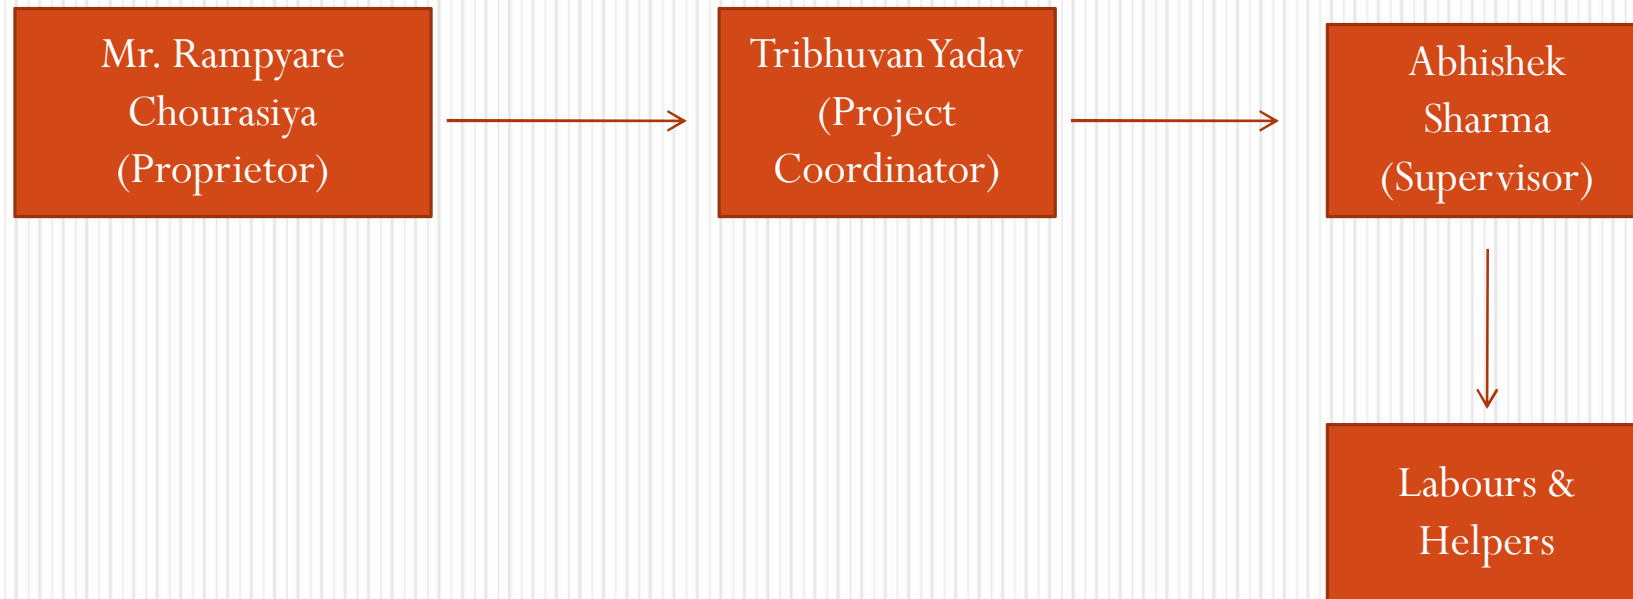 Mr. Rampyare
Chourasiya
(Proprietor)
Tribhuvan Yadav
(Project
Coordinator)
Abhishek
Sharma
(Supervisor)
Labours &
Helpers